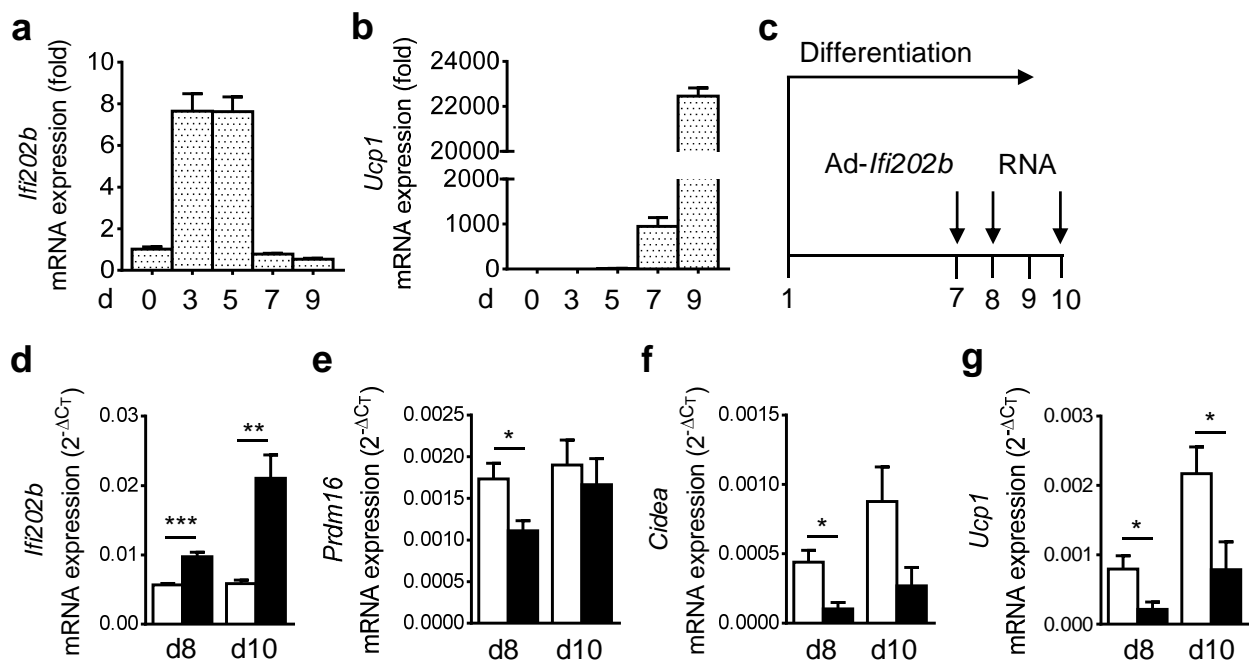 a
Ifi202b
mRNA expression (fold)
10
8
6
4
2
0
d 0 3 5 7 9
b
Ucp1
mRNA expression (fold)
24000
22000
20000
1000
0
d 0 3 5 7 9
c
Differentiation
Ad-Ifi202b RNA
1 7 8 9 10
d
Ifi202b
mRNA expression (2^-ΔCT)
0.03
0.02
0.01
0.00
***
**
d8 d10
e
Prdm16
mRNA expression (2^-ΔCT)
0.0025
0.0020
0.0015
0.0010
0.0005
0.0000
*
d8 d10
f
Cidea
mRNA expression (2^-ΔCT)
0.0015
0.0010
0.0005
0.0000
*
d8 d10
g
Ucp1
mRNA expression (2^-ΔCT)
0.003
0.002
0.001
0.000
*
*
d8 d10